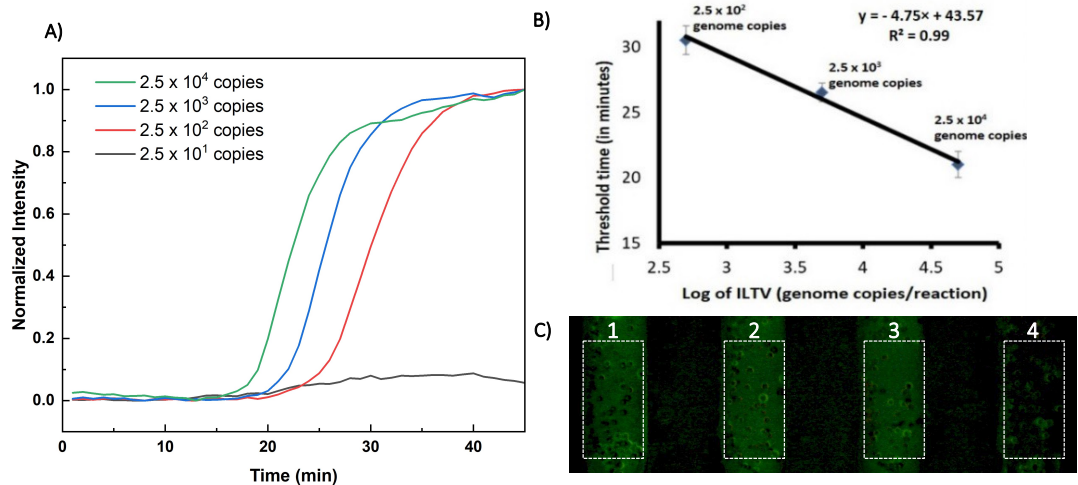 A)
2.5 x 10⁴ copies
2.5 x 10³ copies
2.5 x 10² copies
2.5 x 10¹ copies
1.0
0.8
0.6
0.4
0.2
0.0
Normalized Intensity
0 10 20 30 40
Time (min)
B)
2.5 x 10²
genome copies
y = - 4.75x + 43.57
R² = 0.99
2.5 x 10³
genome copies
2.5 x 10⁴
genome copies
30
25
20
15
Threshold time (in minutes)
2.5 3 3.5 4 4.5 5
Log of ILTV (genome copies/reaction)
C)
1 2 3 4